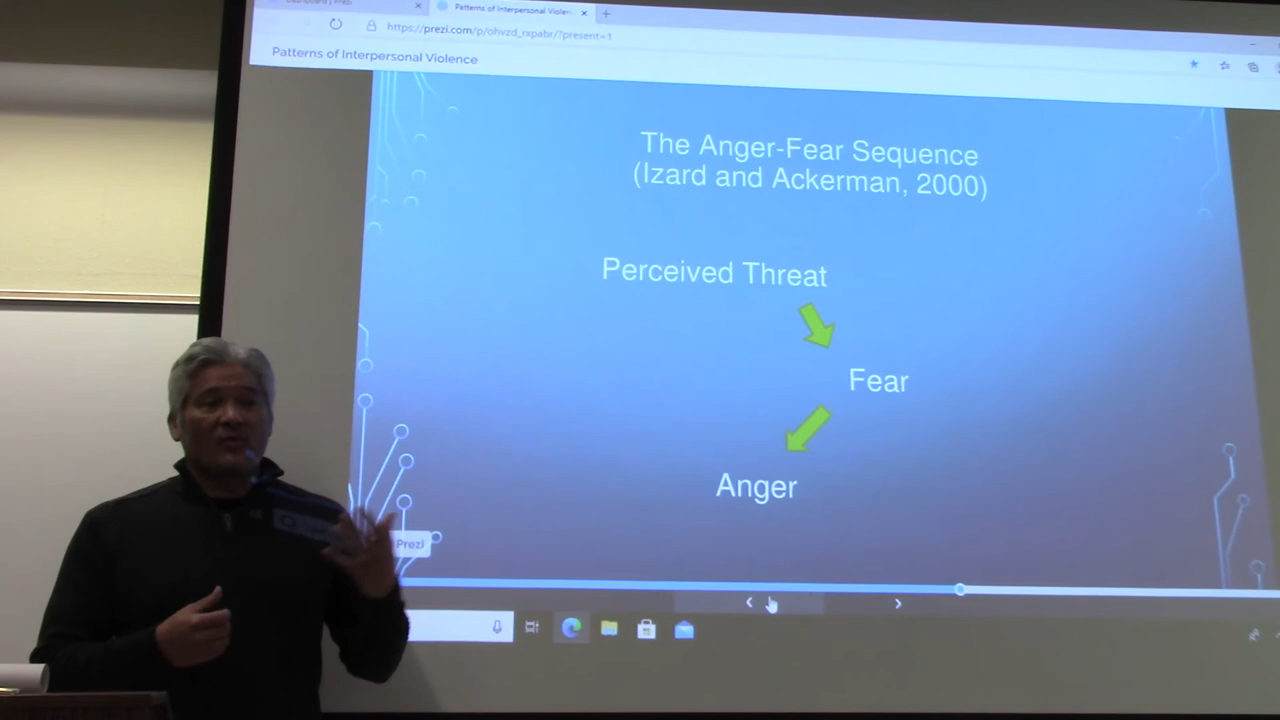 Patterns of Interpersonal Violen
https://prezi.com/p/ohvzd_rxpabr/?present=1
Patterns of Interpersonal Violence
The Anger-Fear Sequence
(Izard and Ackerman, 2000)
Perceived Threat
Fear
Anger
Prezi